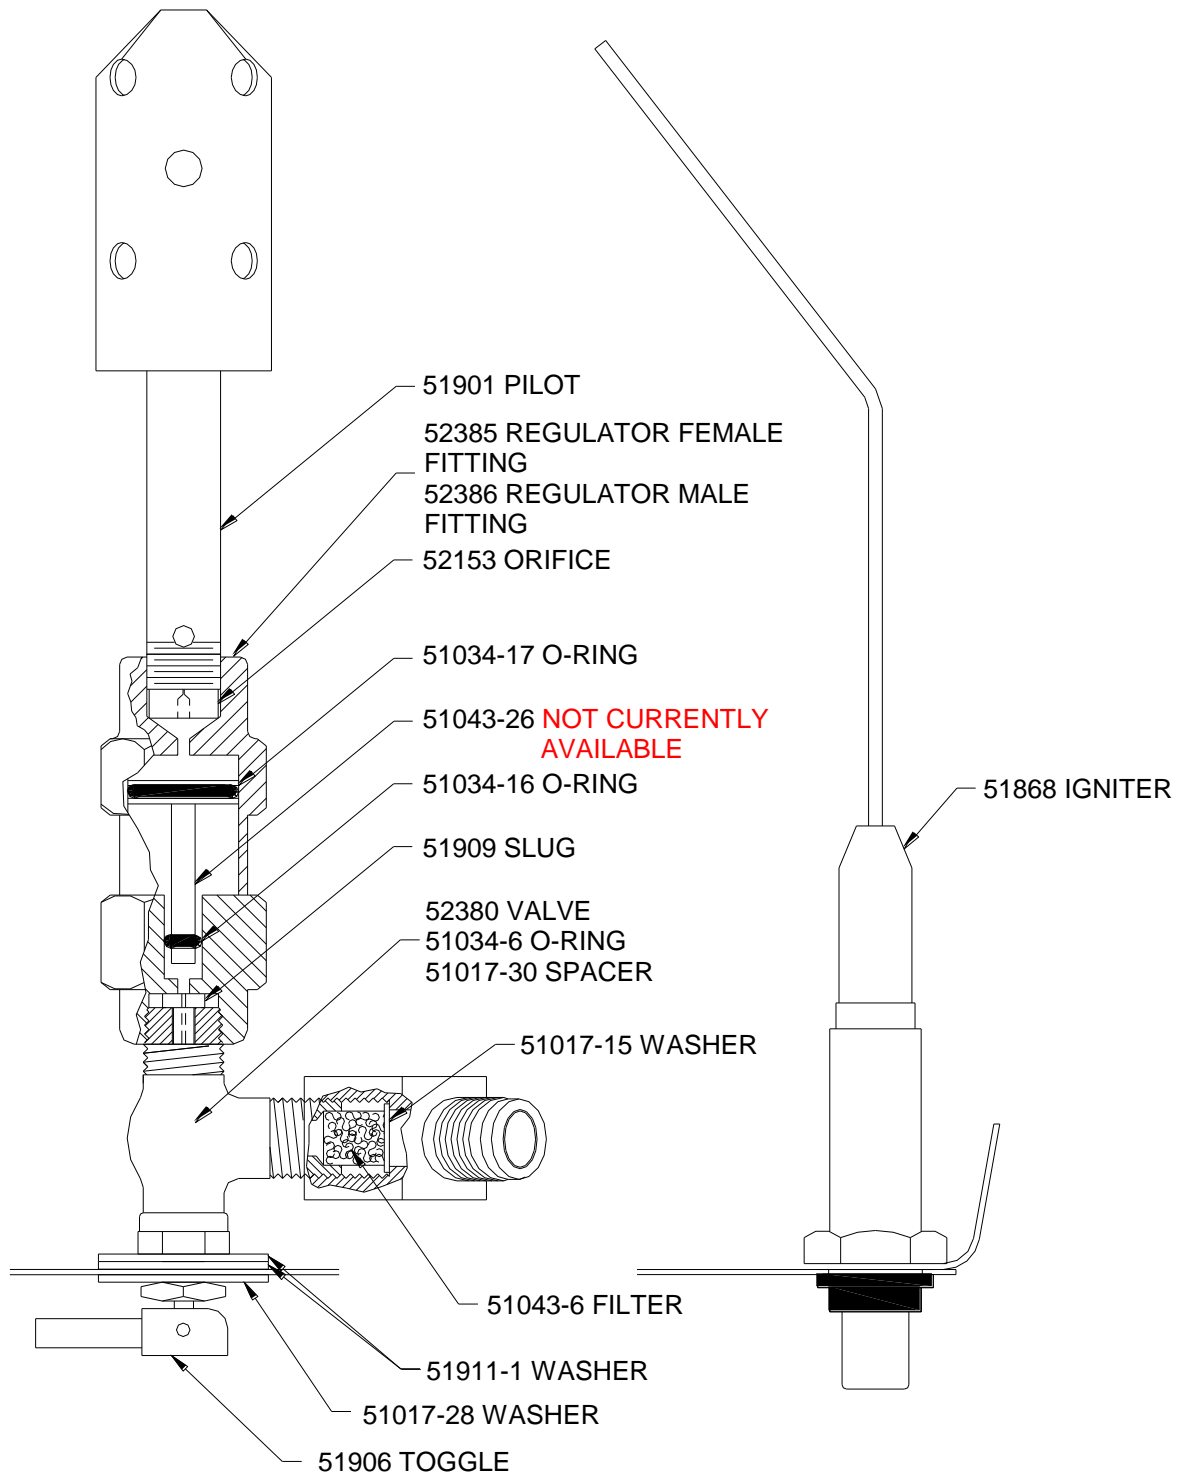 51901 PILOT
52385 REGULATOR FEMALE
FITTING
52386 REGULATOR MALE
FITTING
52153 ORIFICE
51034-17 O-RING
51043-26 NOT CURRENTLY
AVAILABLE
51034-16 O-RING
51868 IGNITER
51909 SLUG
52380 VALVE
51034-6 O-RING
51017-30 SPACER
51017-15 WASHER
51043-6 FILTER
51911-1 WASHER
51017-28 WASHER
51906 TOGGLE